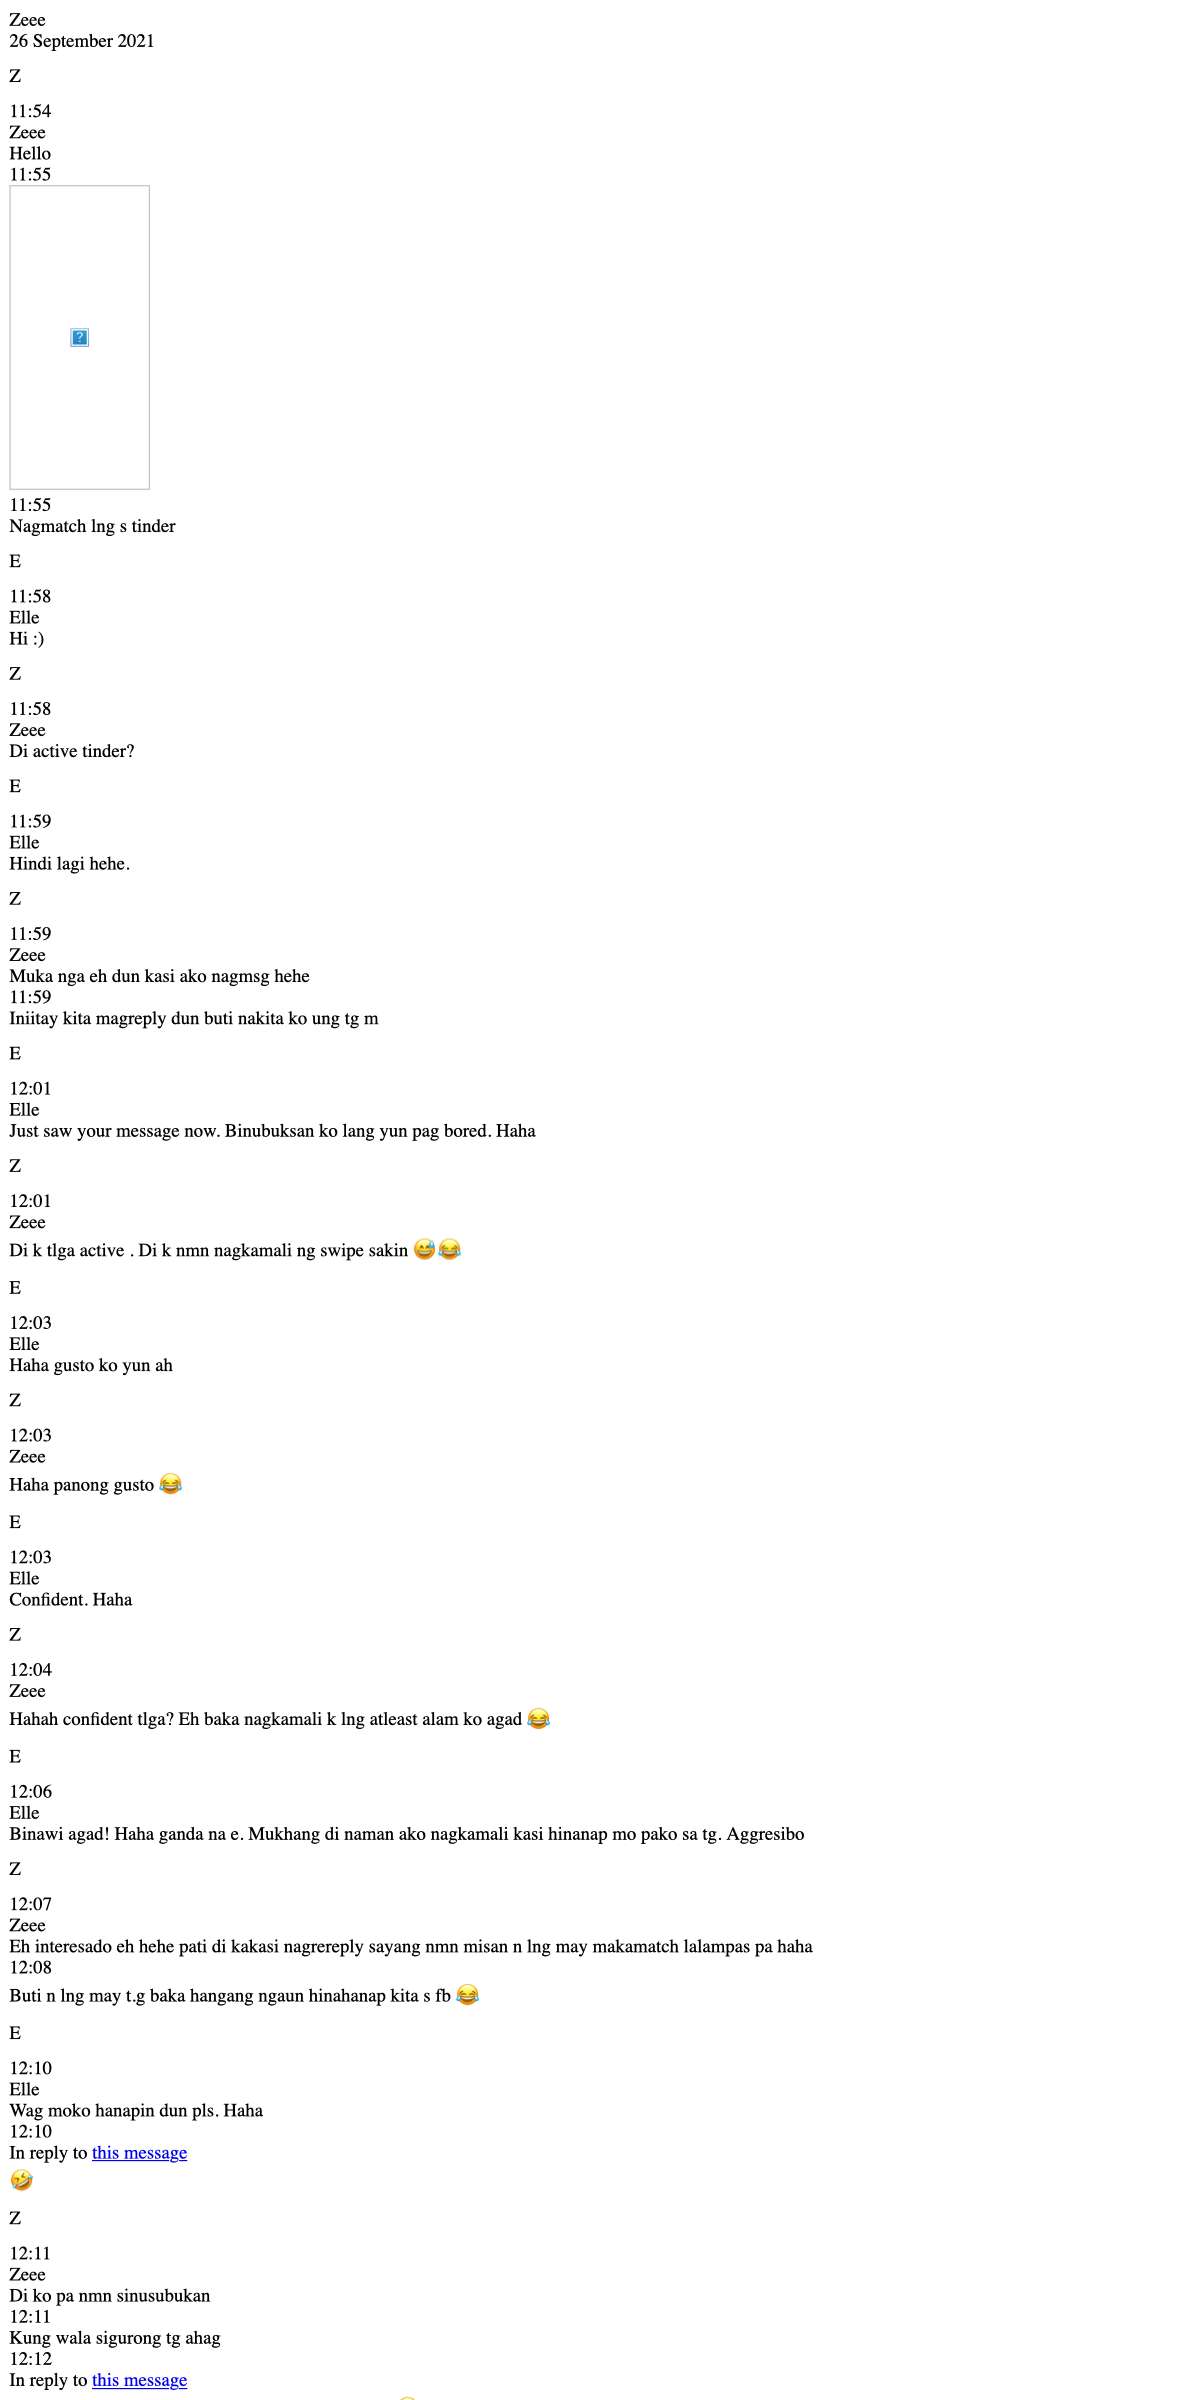 Zeee
26 September 2021
Z
11:54
Zeee
Hello
11:55
11:55
Nagmatch lng s tinder
E
11:58
Elle
Hi :)
Z
11:58
Zeee
Di active tinder?
E
11:59
Elle
Hindi lagi hehe.
Z
11:59
Zeee
Muka nga eh dun kasi ako nagmsg hehe
11:59
Iniitay kita magreply dun buti nakita ko ung tg m
E
12:01
Elle
Just saw your message now. Binubuksan ko lang yun pag bored. Haha
Z
12:01
Zeee
Di k tlga active . Di k nmn nagkamali ng swipe sakin 😅😂
E
12:03
Elle
Haha gusto ko yun ah
Z
12:03
Zeee
Haha panong gusto 😂
E
12:03
Elle
Confident. Haha
Z
12:04
Zeee
Hahah confident tlga? Eh baka nagkamali k lng atleast alam ko agad 😂
E
12:06
Elle
Binawi agad! Haha ganda na e. Mukhang di naman ako nagkamali kasi hinanap mo pako sa tg. Aggresibo
Z
12:07
Zeee
Eh interesado eh hehe pati di kakasi nagrereply sayang nmn misan n lng may makamatch lalampas pa haha
12:08
Buti n lng may t.g baka hangang ngaun hinahanap kita s fb 😂
E
12:10
Elle
Wag moko hanapin dun pls. Haha
12:10
In reply to this message
🤣
Z
12:11
Zeee
Di ko pa nmn sinusubukan
12:11
Kung wala sigurong tg ahag
12:12
In reply to this message